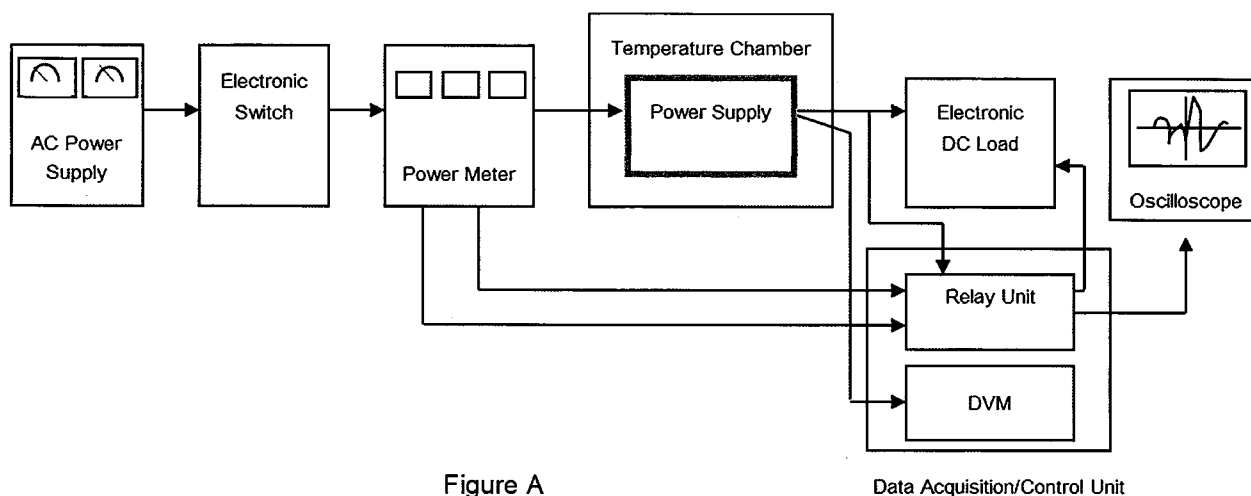 AC Power
Supply
Electronic
Switch
Power Meter
Temperature Chamber
Power Supply
Electronic
DC Load
Oscilloscope
Relay Unit
DVM
Figure A
Data Acquisition/Control Unit